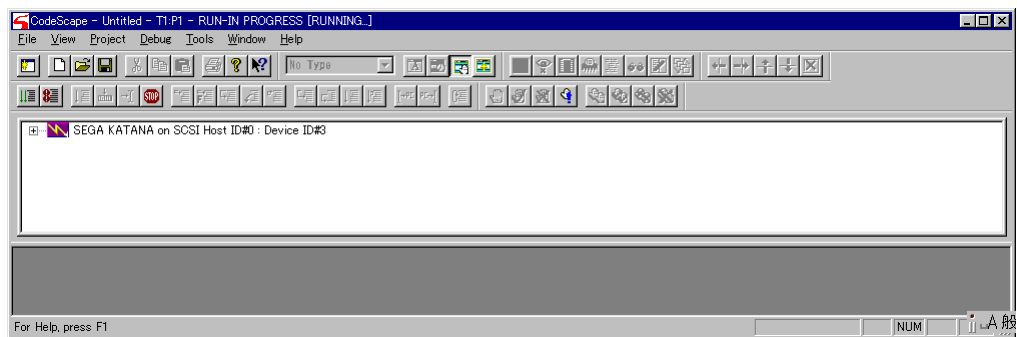 CodeScape - Untitled - T1:P1 - RUN-IN PROGRESS [RUNNING...]
File View Project Debug Tools Window Help
No Type
STOP
SEGA KATANA on SCSI Host ID#0 : Device ID#3
For Help, press F1
NUM
A 般